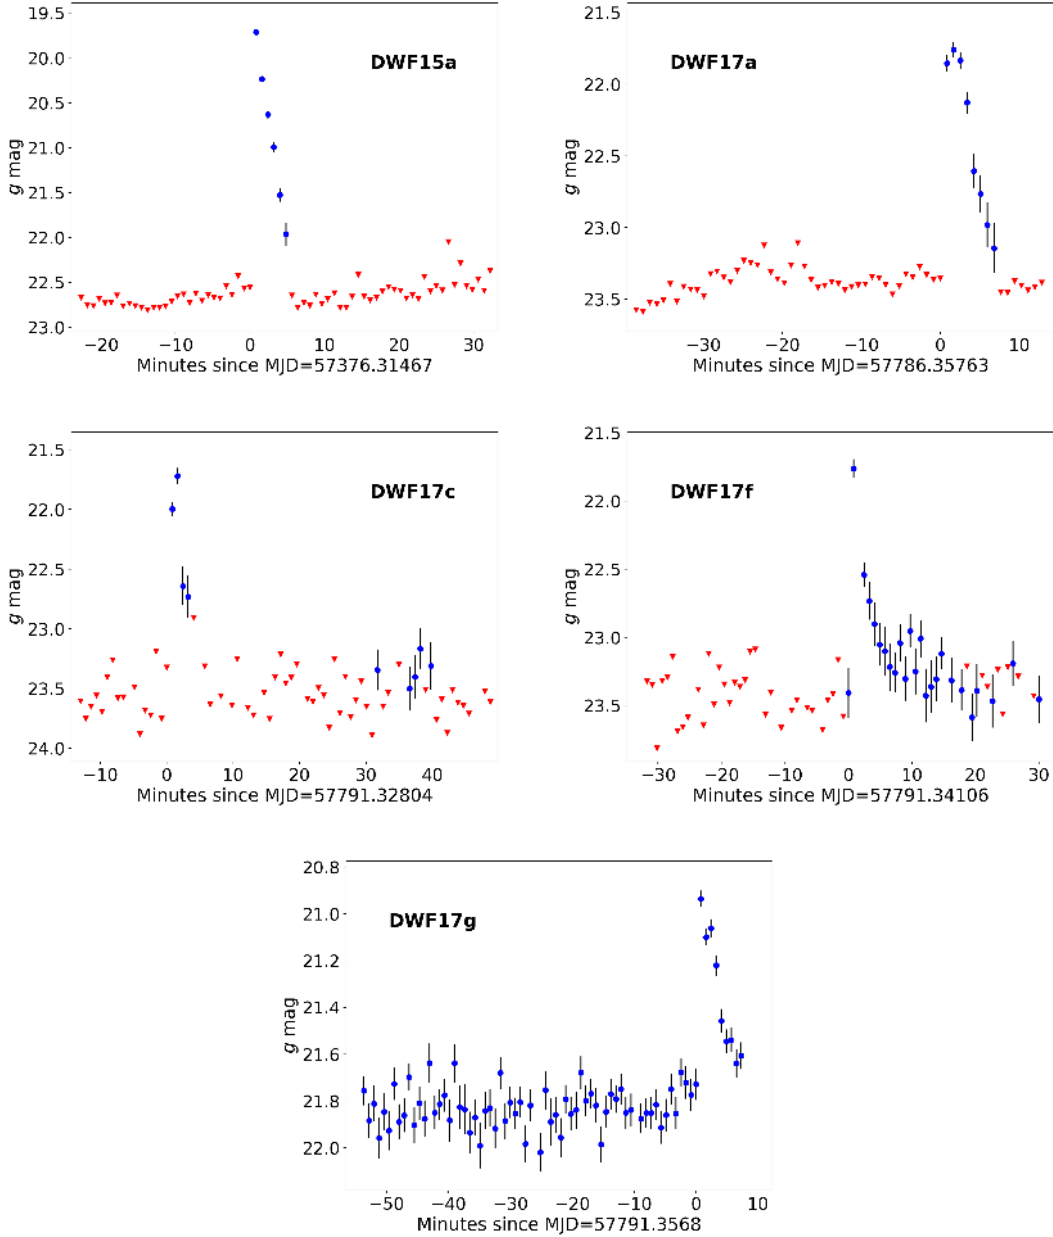 DWF15a
g mag
19.5
20.0
20.5
21.0
21.5
22.0
22.5
23.0
−20 −10 0 10 20 30
Minutes since MJD=57376.31467
DWF17a
g mag
21.5
22.0
22.5
23.0
23.5
−30 −20 −10 0 10
Minutes since MJD=57786.35763
DWF17c
g mag
21.5
22.0
22.5
23.0
23.5
24.0
−10 0 10 20 30 40
Minutes since MJD=57791.32804
DWF17f
g mag
21.5
22.0
22.5
23.0
23.5
−30 −20 −10 0 10 20 30
Minutes since MJD=57791.34106
DWF17g
g mag
20.8
21.0
21.2
21.4
21.6
21.8
22.0
−50 −40 −30 −20 −10 0 10
Minutes since MJD=57791.3568